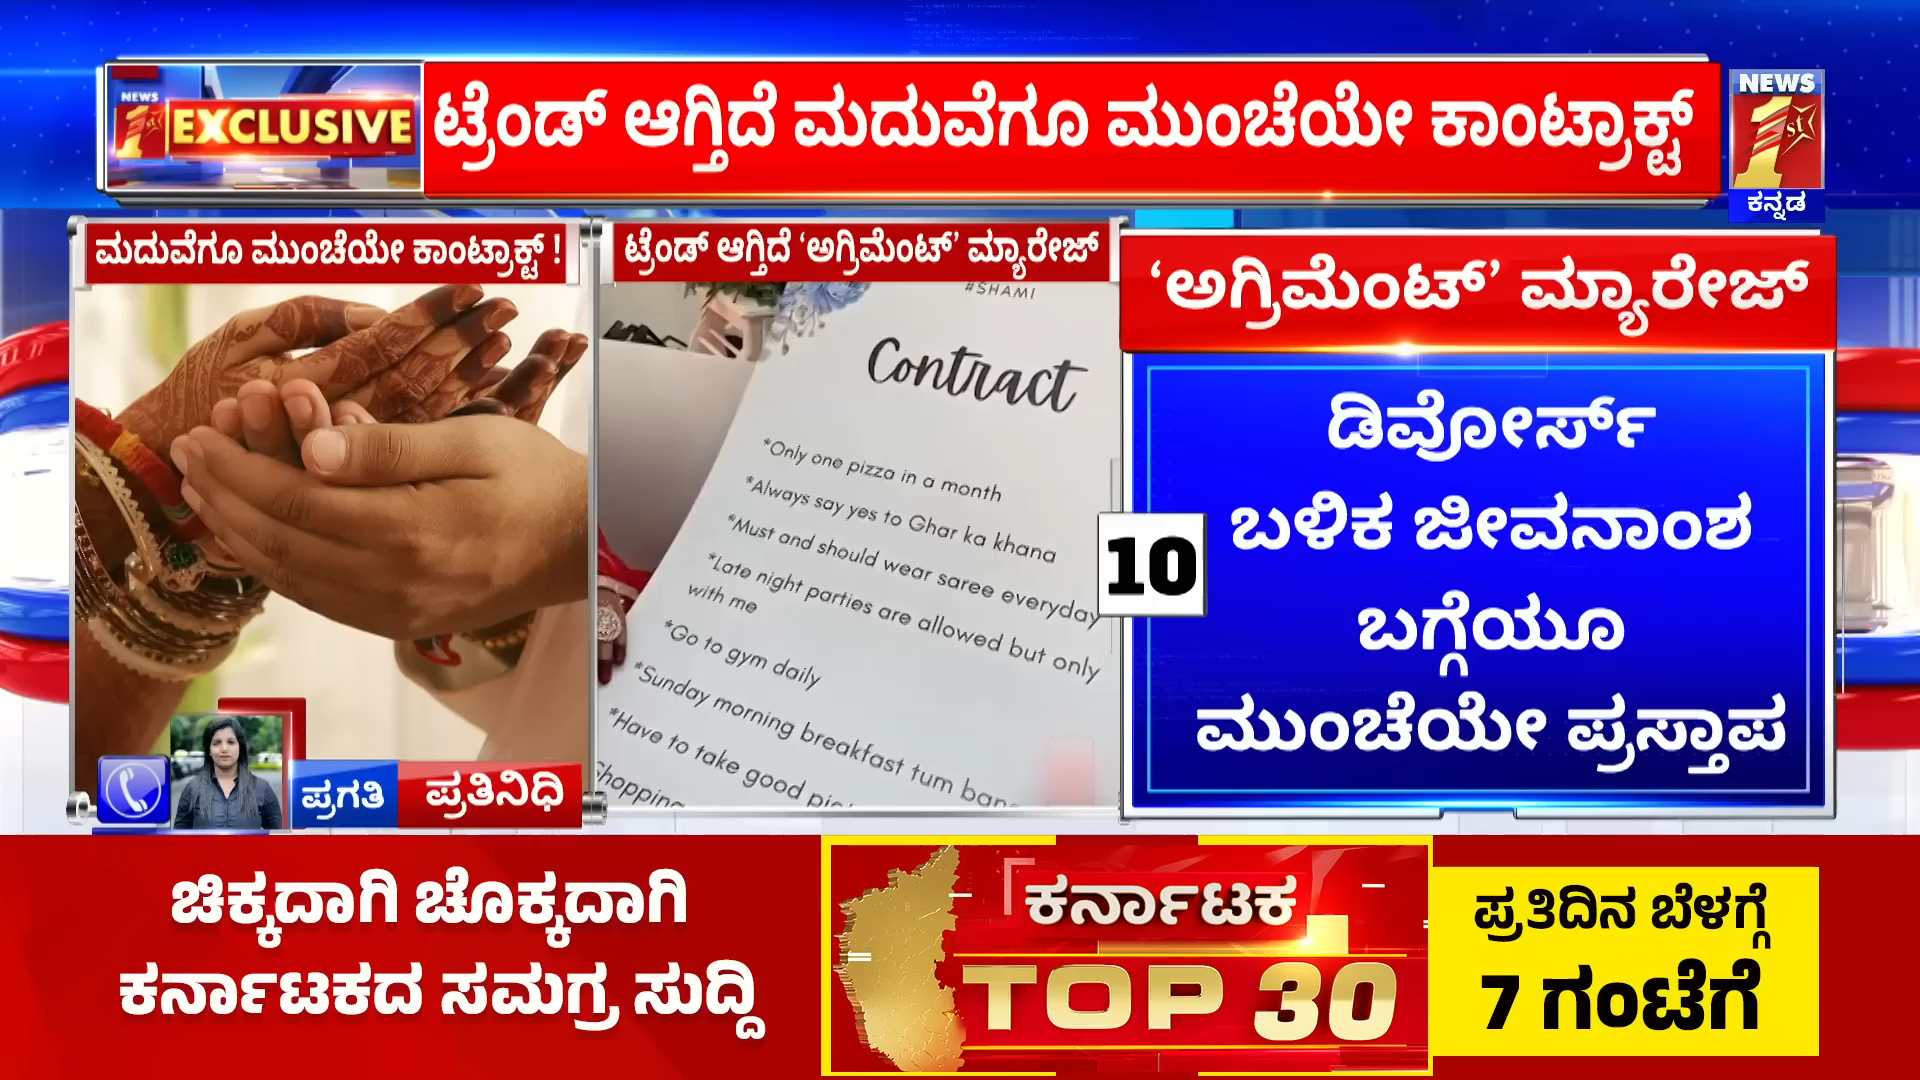 NEWS
1st
EXCLUSIVE
ಟ್ರೆಂಡ್ ಆಗ್ತಿದೆ ಮದುವೆಗೂ ಮುಂಚೆಯೇ ಕಾಂಟ್ರಾಕ್ಟ್
NEWS
1st
ಕನ್ನಡ
ಮದುವೆಗೂ ಮುಂಚೆಯೇ ಕಾಂಟ್ರಾಕ್ಟ್ !
ಟ್ರೆಂಡ್ ಆಗ್ತಿದೆ ‘ಅಗ್ರಿಮೆಂಟ್’ ಮ್ಯಾರೇಜ್
#SHAMI
Contract
*Only one pizza in a month
*Always say yes to Ghar ka khana
*Must and should wear saree everyday
*Late night parties are allowed but only
with me
*Go to gym daily
*Sunday morning breakfast tum
*Have to take good
‘ಅಗ್ರಿಮೆಂಟ್’ ಮ್ಯಾರೇಜ್
10
ಡಿವೋರ್ಸ್
ಬಳಿಕ ಜೀವನಾಂಶ
ಬಗ್ಗೆಯೂ
ಮುಂಚೆಯೇ ಪ್ರಸ್ತಾಪ
ಪ್ರಗತಿ
ಪ್ರತಿನಿಧಿ
ಚಿಕ್ಕದಾಗಿ ಚೊಕ್ಕದಾಗಿ
ಕರ್ನಾಟಕದ ಸಮಗ್ರ ಸುದ್ದಿ
ಕರ್ನಾಟಕ
TOP 30
ಪ್ರತಿದಿನ ಬೆಳಗ್ಗೆ
7 ಗಂಟೆಗೆ